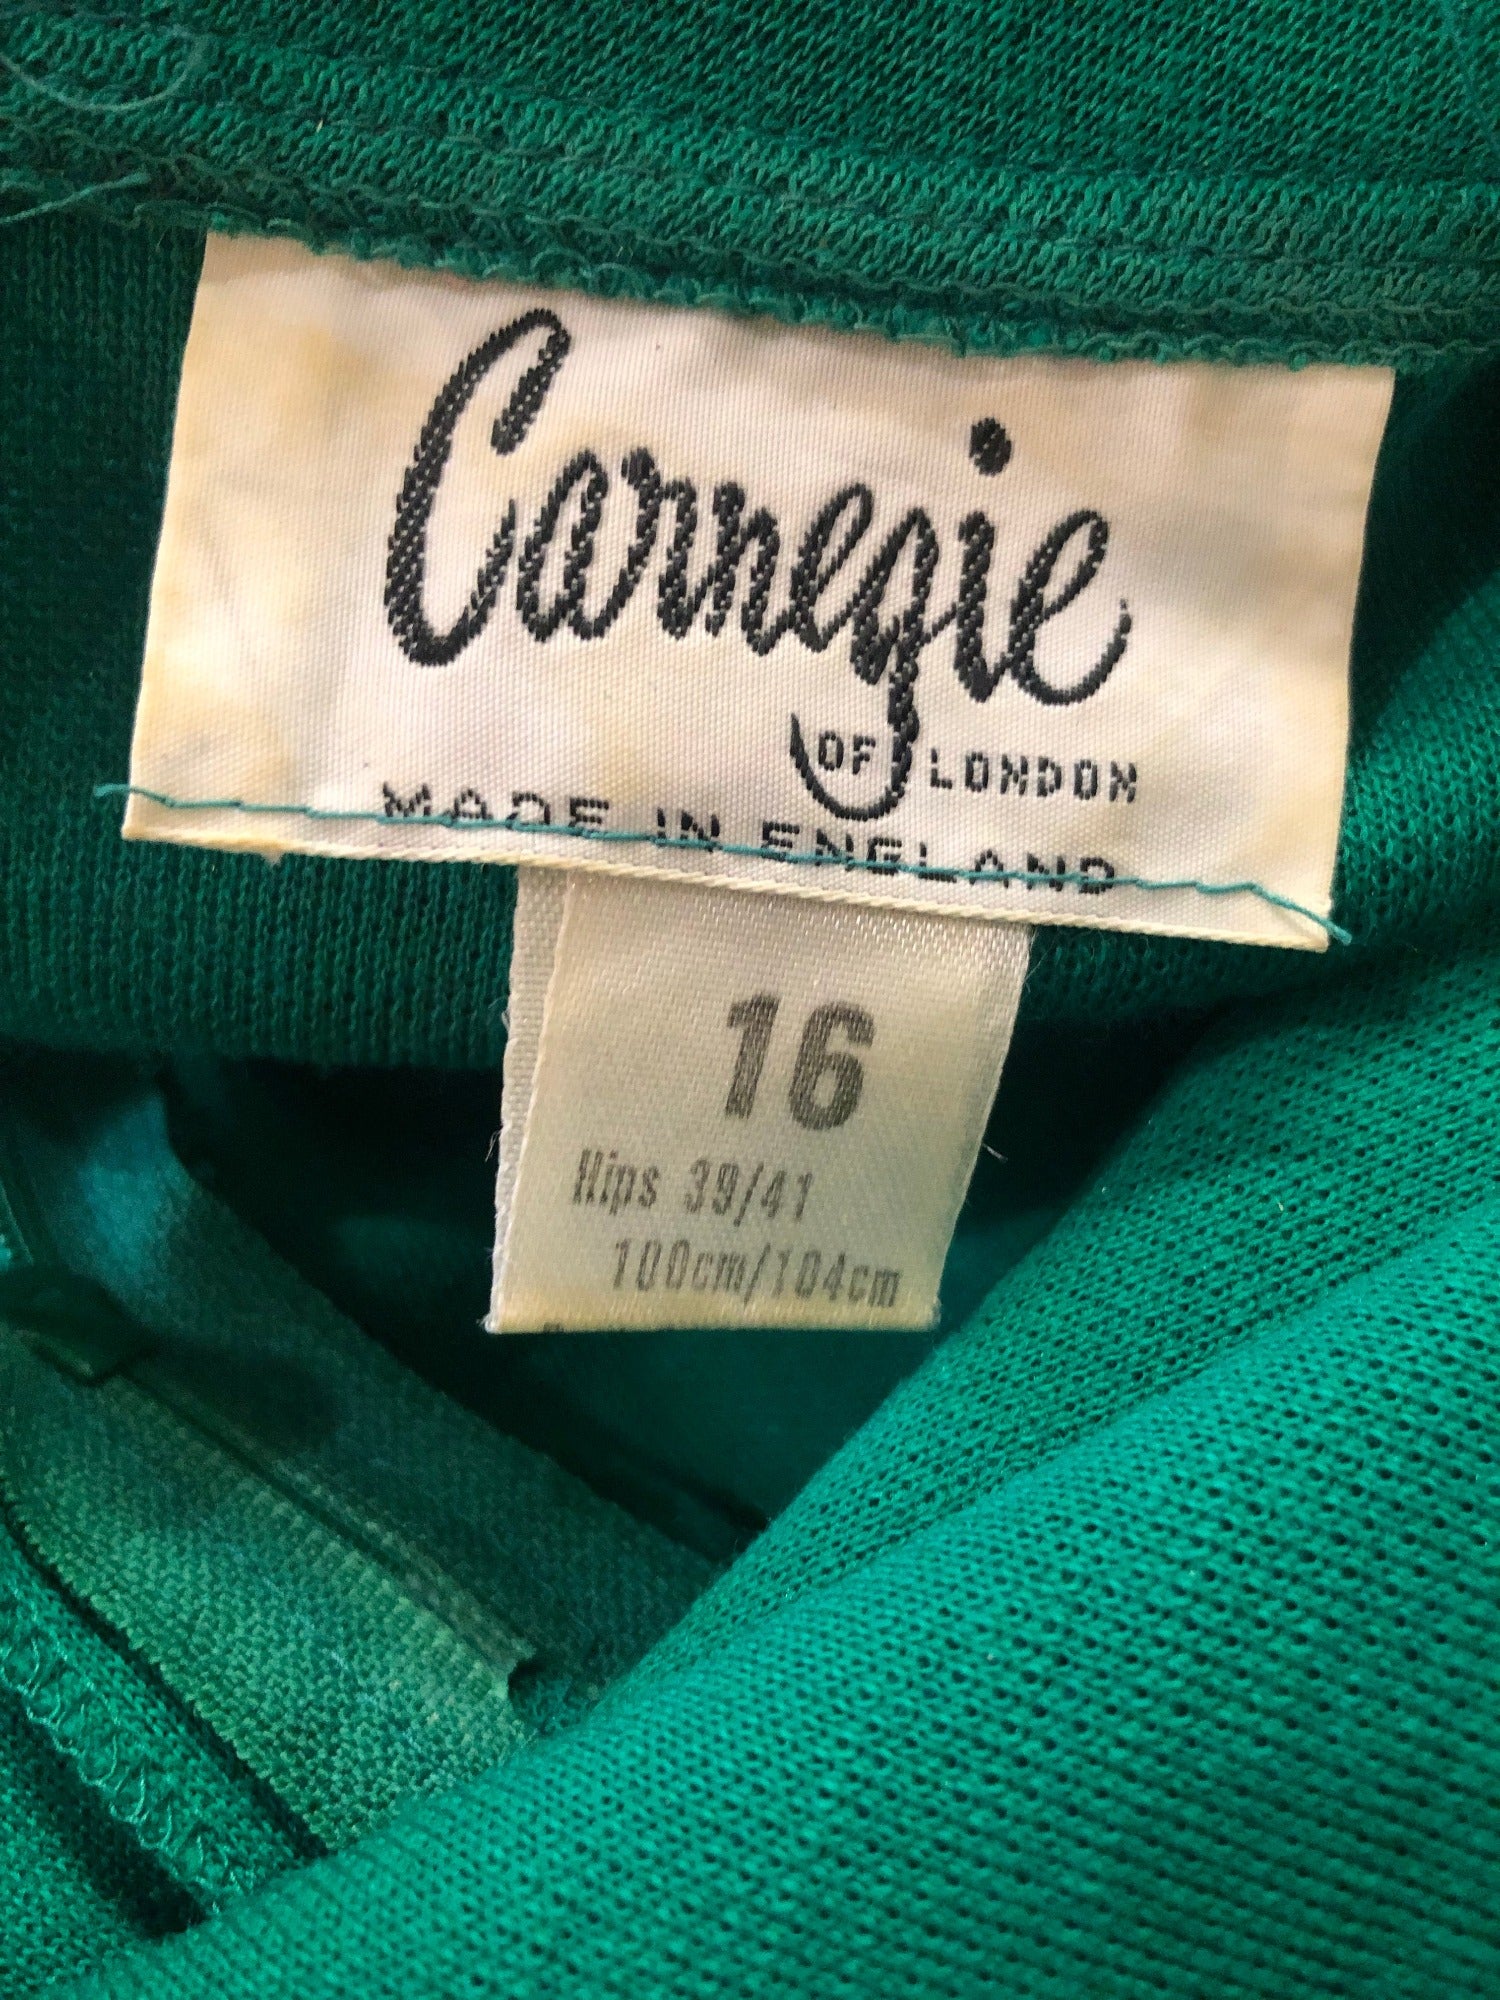 Carnegie
OF LONDON
MADE IN ENGLAND
16
Hips 39/41
100cm/104cm